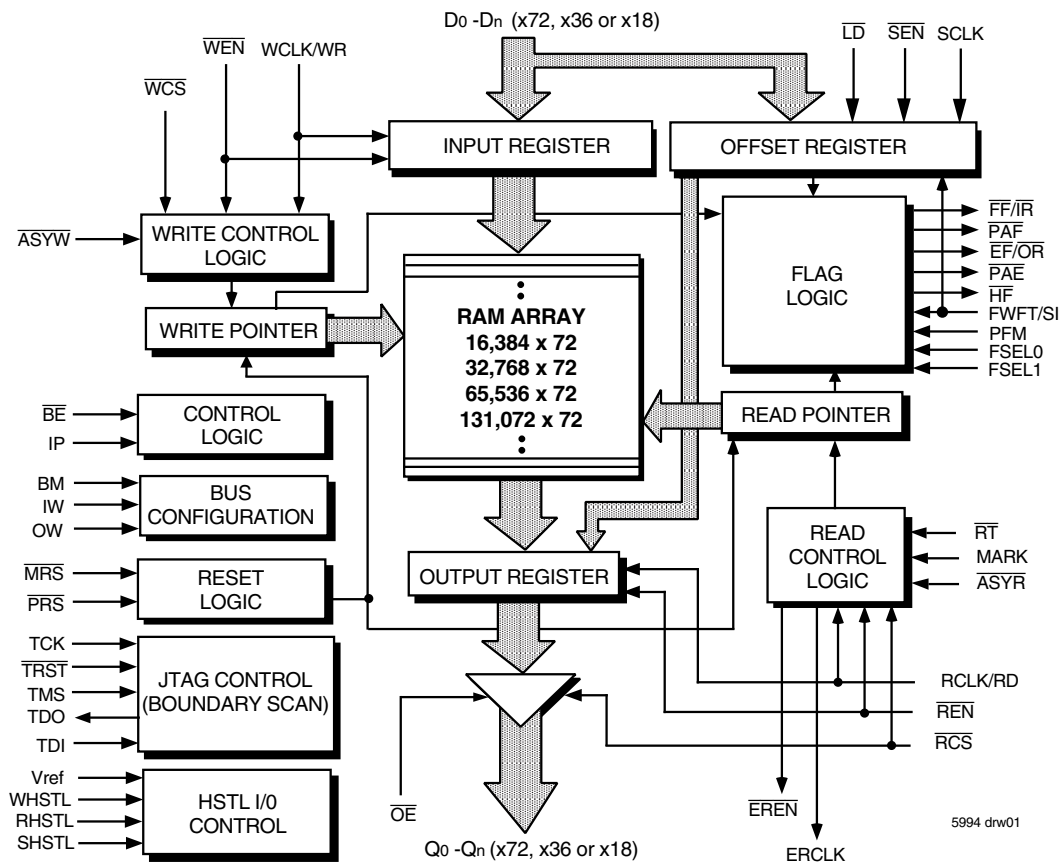 D0 -Dn (x72, x36 or x18)
WEN
WCLK/WR
LD
SEN
SCLK
WCS
INPUT REGISTER
OFFSET REGISTER
ASYW
WRITE CONTROL
LOGIC
FF/IR
PAF
EF/OR
PAE
HF
FWFT/SI
PFM
FSEL0
FSEL1
FLAG
LOGIC
WRITE POINTER
RAM ARRAY
16,384 x 72
32,768 x 72
65,536 x 72
131,072 x 72
READ POINTER
BE
IP
CONTROL
LOGIC
BM
IW
OW
BUS
CONFIGURATION
READ
CONTROL
LOGIC
RT
MARK
ASYR
MRS
PRS
RESET
LOGIC
OUTPUT REGISTER
TCK
TRST
TMS
TDO
TDI
JTAG CONTROL
(BOUNDARY SCAN)
RCLK/RD
REN
RCS
Vref
WHSTL
RHSTL
SHSTL
HSTL I/0
CONTROL
OE
EREN
ERCLK
5994 drw01
Q0 -Qn (x72, x36 or x18)